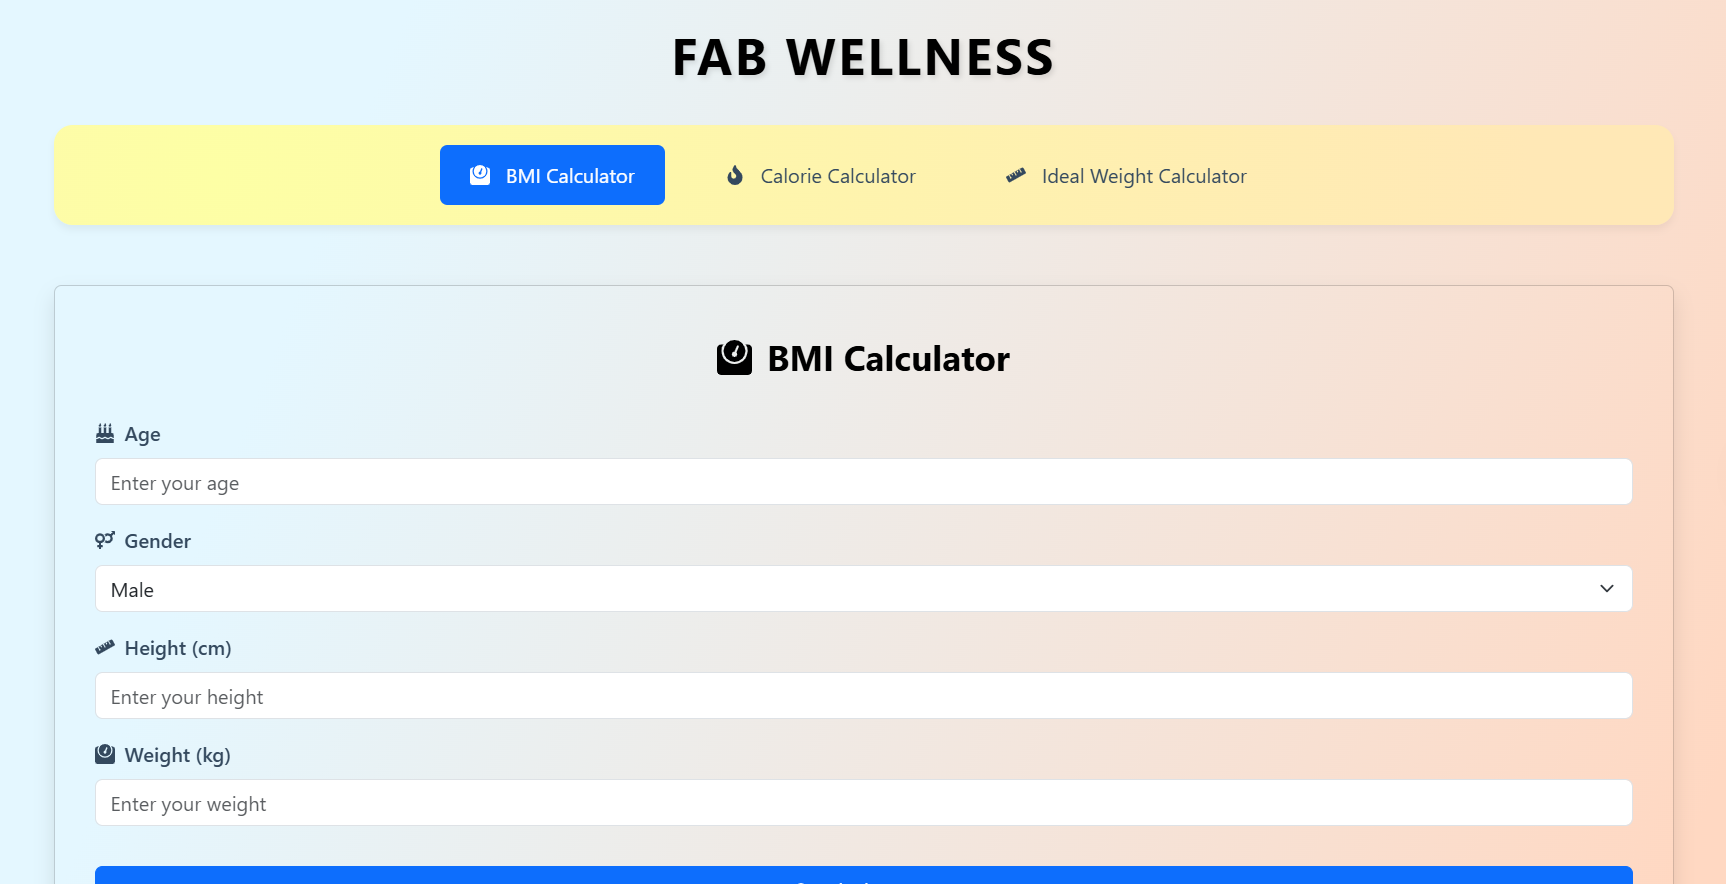 FAB WELLNESS
BMI Calculator
Calorie Calculator
Ideal Weight Calculator
BMI Calculator
Age
Enter your age
Gender
Male
Height (cm)
Enter your height
Weight (kg)
Enter your weight